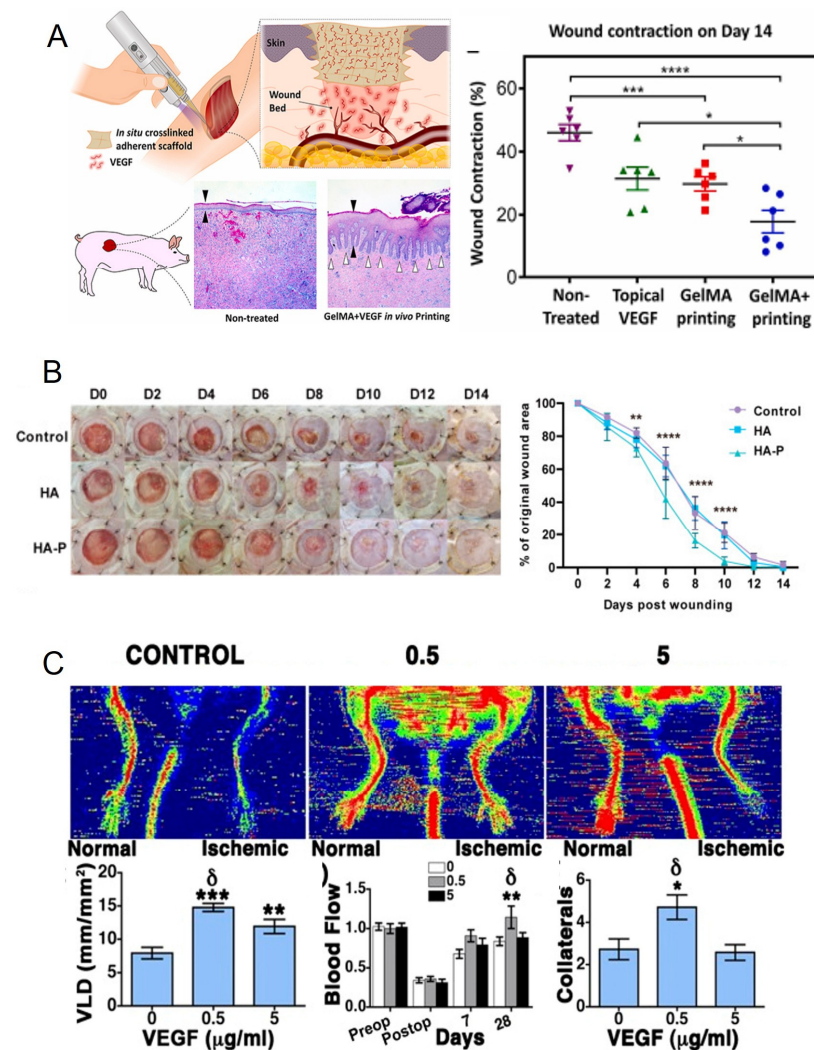 A
Skin
Wound
Bed
In situ crosslinked
adherent scaffold
VEGF
Non-treated
GelMA+VEGF in vivo Printing
Wound contraction on Day 14
Wound Contraction (%)
60
40
20
0
****
***
*
*
Non-
Treated
Topical
VEGF
GelMA
printing
GelMA+
printing
B
D0 D2 D4 D6 D8 D10 D12 D14
Control
HA
HA-P
% of original wound area
100
80
60
40
20
0
** **** **** ****
Control
HA
HA-P
0 2 4 6 8 10 12 14
Days post wounding
C
CONTROL 0.5 5
Normal Ischemic Normal Ischemic Normal Ischemic
VLD (mm/mm²)
20
15
10
5
0
δ
***
**
0 0.5 5
VEGF (μg/ml)
)
Blood Flow
1.5
1.0
0.5
0.0
0
0.5
5
δ
**
Preop Postop 7 28
Days
Collaterals
6
4
2
0
δ
*
0 0.5 5
VEGF (μg/ml)